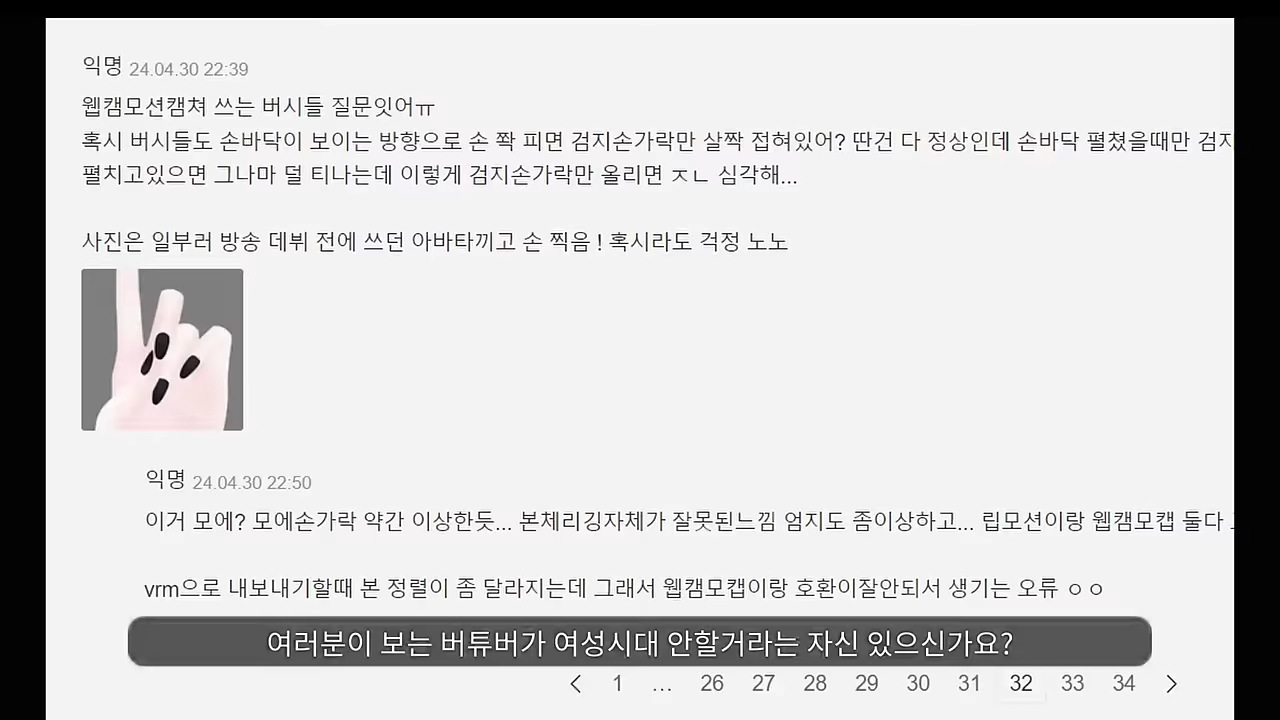 익명 24.04.30 22:39
웹캠모션캡쳐 쓰는 버시들 질문잇어ㅠ
혹시 버시들도 손바닥이 보이는 방향으로 손 쫙 피면 검지손가락만 살짝 접혀있어? 딴건 다 정상인데 손바닥 펼쳤을때만 검지
펼치고있으면 그나마 덜 티나는데 이렇게 검지손가락만 올리면 ㅈㄴ 심각해...
사진은 일부러 방송 데뷔 전에 쓰던 아바타끼고 손 찍음 ! 혹시라도 걱정 노노
익명 24.04.30 22:50
이거 모에? 모에손가락 약간 이상한듯... 본체리깅자체가 잘못된느낌 엄지도 좀이상하고... 립모션이랑 웹캠모캡 둘다
vrm으로 내보내기할때 본 정렬이 좀 달라지는데 그래서 웹캠모캡이랑 호환이잘안되서 생기는 오류 ㅇㅇ
여러분이 보는 버튜버가 여성시대 안할거라는 자신 있으신가요?
< 1 ... 26 27 28 29 30 31 32 33 34 >